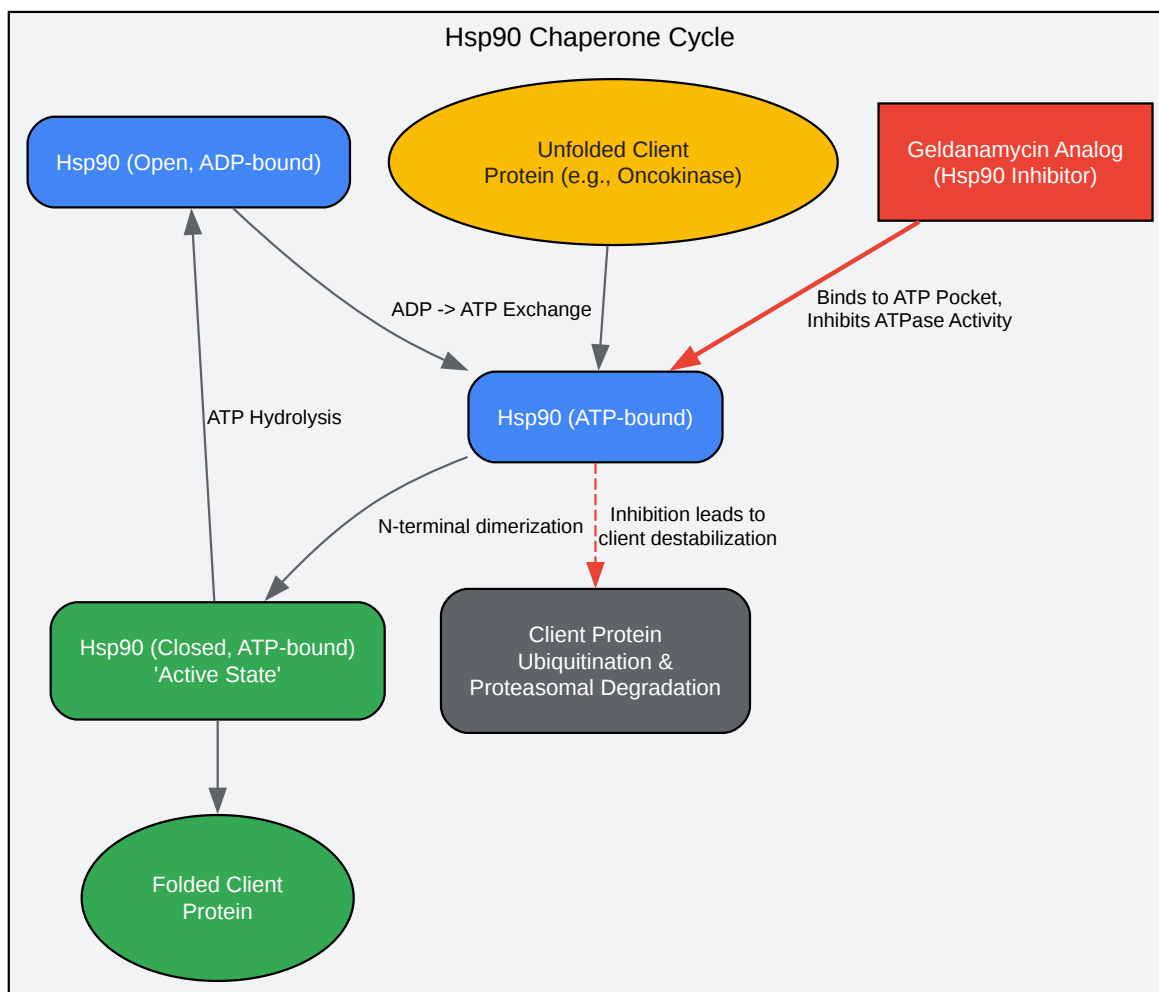 Hsp90 Chaperone Cycle
Hsp90 (Open, ADP-bound)
Unfolded Client
Protein (e.g., Oncokinase)
Geldanamycin Analog
(Hsp90 Inhibitor)
ADP -> ATP Exchange
Binds to ATP Pocket,
Inhibits ATPase Activity
ATP Hydrolysis
Hsp90 (ATP-bound)
N-terminal dimerization
Inhibition leads to
client destabilization
Hsp90 (Closed, ATP-bound)
'Active State'
Client Protein
Ubiquitination &
Proteasomal Degradation
Folded Client
Protein